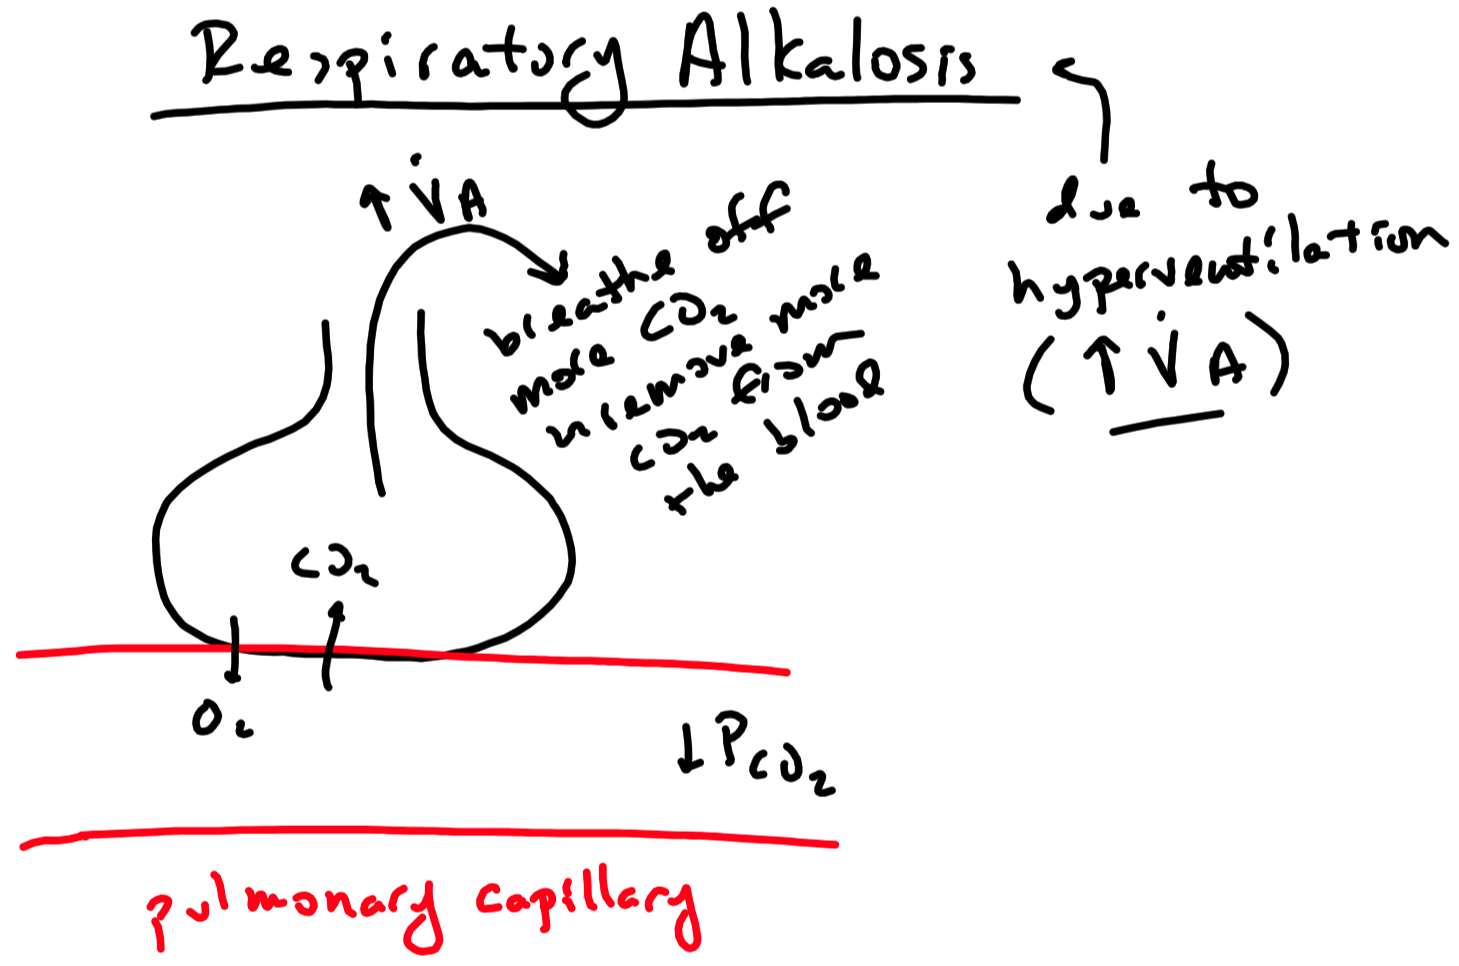 Respiratory Alkalosis
due to
hyperventilation
(↑ V̇A)
↑ V̇A
breathe off
more CO₂
n remove more
CO₂ from
the blood
CO₂
O₂
↓PCO₂
pulmonary capillary